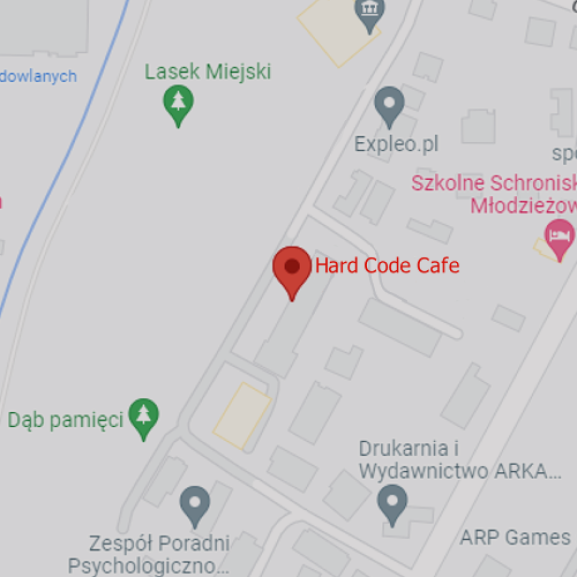 dowlanych
Lasek Miejski
Expleo.pl
Szkolne Schronisk
Młodzieżow
Hard Code Cafe
Dąb pamięci
Drukarnia i
Wydawnictwo ARKA...
ARP Games
Zespół Poradni
Psychologiczno...